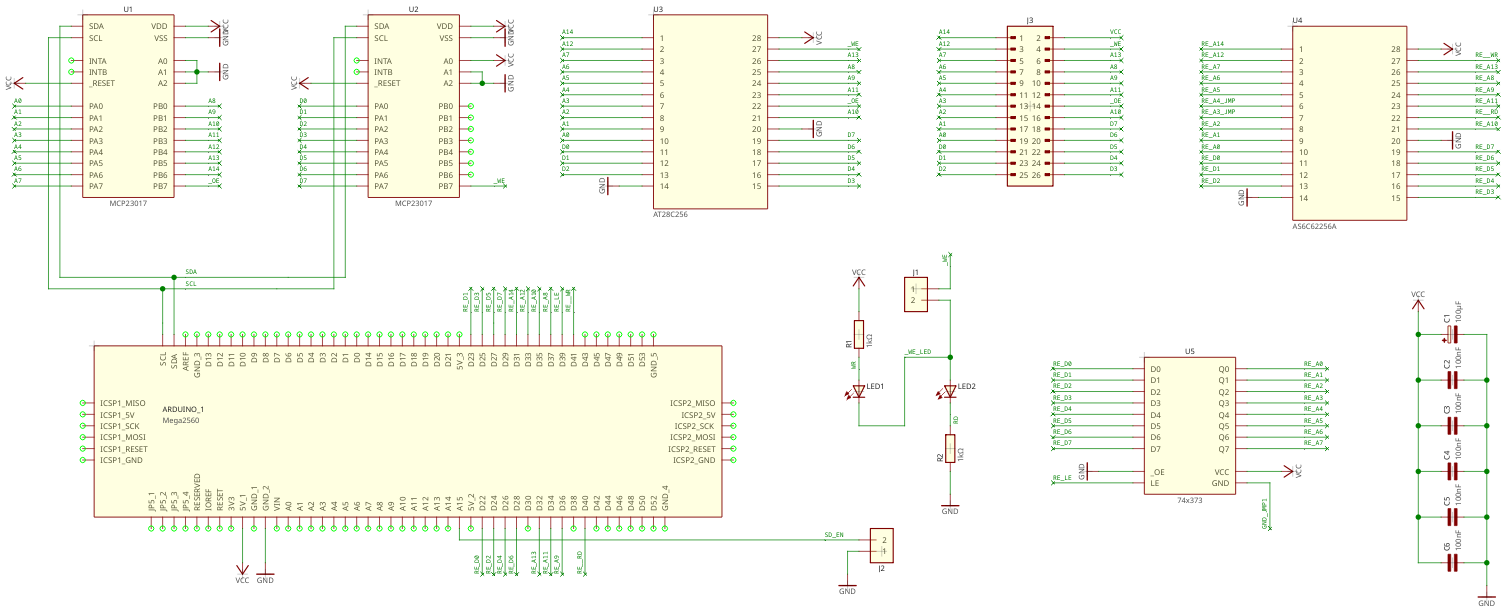 U1
SDA VDD VCC
SCL VSS GND
INTA A0
INTB A1 GND
VCC _RESET A2
A0 PA0 PB0 A8
A1 PA1 PB1 A9
A2 PA2 PB2 A10
A3 PA3 PB3 A11
A4 PA4 PB4 A12
A5 PA5 PB5 A13
A6 PA6 PB6 A14
A7 PA7 PB7 _OE
MCP23017
U2
SDA VDD VCC
SCL VSS GND
INTA A0 VCC
INTB A1
VCC _RESET A2 GND
D0 PA0 PB0
D1 PA1 PB1
D2 PA2 PB2
D3 PA3 PB3
D4 PA4 PB4
D5 PA5 PB5
D6 PA6 PB6
D7 PA7 PB7 _WE
MCP23017
U3
A14 1 28 VCC
A12 2 27 _WE
A7 3 26 A13
A6 4 25 A8
A5 5 24 A9
A4 6 23 A11
A3 7 22 _OE
A2 8 21 A10
A1 9 20 GND
A0 10 19 D7
D0 11 18 D6
D1 12 17 D5
D2 13 16 D4
GND 14 15 D3
AT28C256
J3
A14 1 2 VCC
A12 3 4 _WE
A7 5 6 A13
A6 7 8 A8
A5 9 10 A9
A4 11 12 A11
A3 13 14 _OE
A2 15 16 A10
A1 17 18 D7
A0 19 20 D6
D0 21 22 D5
D1 23 24 D4
D2 25 26 D3
U4
RE_A14 1 28 VCC
RE_A12 2 27 RE__WR
RE_A7 3 26 RE_A13
RE_A6 4 25 RE_A8
RE_A5 5 24 RE_A9
RE_A4_JMP 6 23 RE_A11
RE_A3_JMP 7 22 RE__RD
RE_A2 8 21 RE_A10
RE_A1 9 20 GND
RE_A0 10 19 RE_D7
RE_D0 11 18 RE_D6
RE_D1 12 17 RE_D5
RE_D2 13 16 RE_D4
GND 14 15 RE_D3
AS6C62256A
SDA
SCL
RE_D1 RE_D3 RE_D5 RE_D7 RE_A14 RE_A12 RE_A10 RE_A8 RE_LE RE__WR
SCL SDA AREF GND_3 D13 D12 D11 D10 D9 D8 D7 D6 D5 D4 D3 D2 D1 D0 D14 D15 D16 D17 D18 D19 D20 D21 5V_3 D23 D25 D27 D29 D31 D33 D35 D37 D39 D41 D43 D45 D47 D49 D51 D53 GND_5
ICSP1_MISO ICSP2_MISO
ICSP1_5V ICSP2_5V
ICSP1_SCK ICSP2_SCK
ICSP1_MOSI ICSP2_MOSI
ICSP1_RESET ICSP2_RESET
ICSP1_GND ICSP2_GND
ARDUINO_1
Mega2560
JP5_1 JP5_2 JP5_3 JP5_4 RESERVED IOREF RESET 3V3 5V_1 GND_1 GND_2 VIN A0 A1 A2 A3 A4 A5 A6 A7 A8 A9 A10 A11 A12 A13 A14 A15 5V_2 D22 D24 D26 D28 D30 D32 D34 D36 D38 D40 D42 D44 D46 D48 D50 D52 GND_4
VCC GND
RE_D0 RE_D2 RE_D4 RE_D6 RE_A13 RE_A11 RE_A9 RE__RD
SD_EN
2
1
J2
GND
VCC
R1
1kΩ
WR
LED1
J1
1
2
_WE
_WE_LED
LED2
RD
R2
1kΩ
GND
U5
RE_D0 D0 Q0 RE_A0
RE_D1 D1 Q1 RE_A1
RE_D2 D2 Q2 RE_A2
RE_D3 D3 Q3 RE_A3
RE_D4 D4 Q4 RE_A4
RE_D5 D5 Q5 RE_A5
RE_D6 D6 Q6 RE_A6
RE_D7 D7 Q7 RE_A7
GND _OE VCC VCC
RE_LE LE GND
74x373
GND_JMP1
VCC
C1 100µF
C2 100nF
C3 100nF
C4 100nF
C5 100nF
C6 100nF
GND